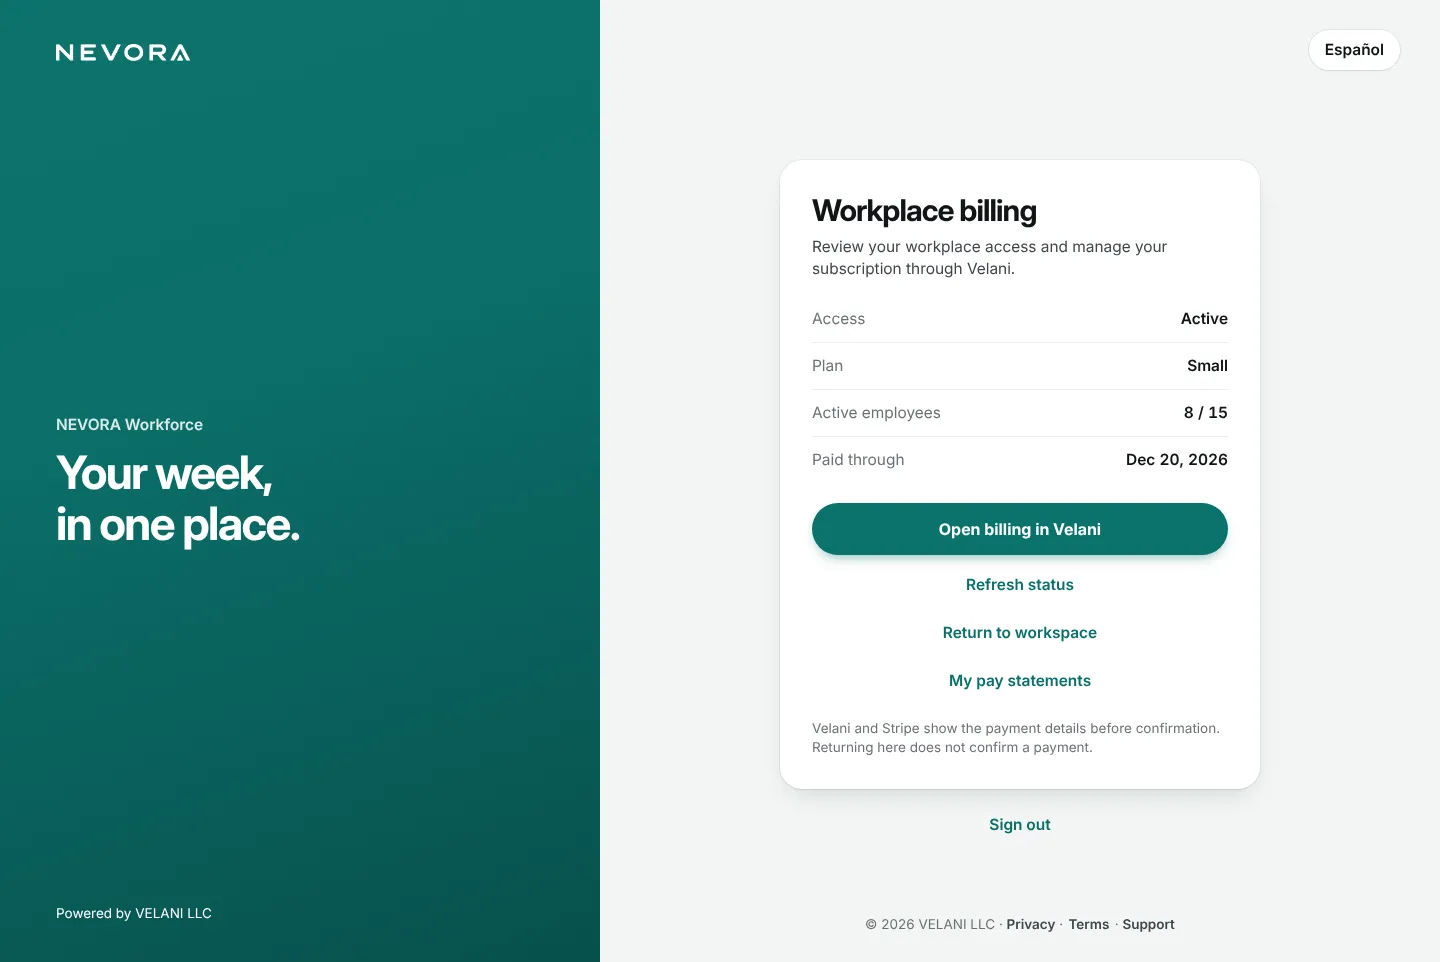 NEVORA
Español
NEVORA Workforce
Your week,
in one place.
Powered by VELANI LLC
Workplace billing
Review your workplace access and manage your
subscription through Velani.
Access Active
Plan Small
Active employees 8 / 15
Paid through Dec 20, 2026
Open billing in Velani
Refresh status
Return to workspace
My pay statements
Velani and Stripe show the payment details before confirmation.
Returning here does not confirm a payment.
Sign out
© 2026 VELANI LLC · Privacy · Terms · Support